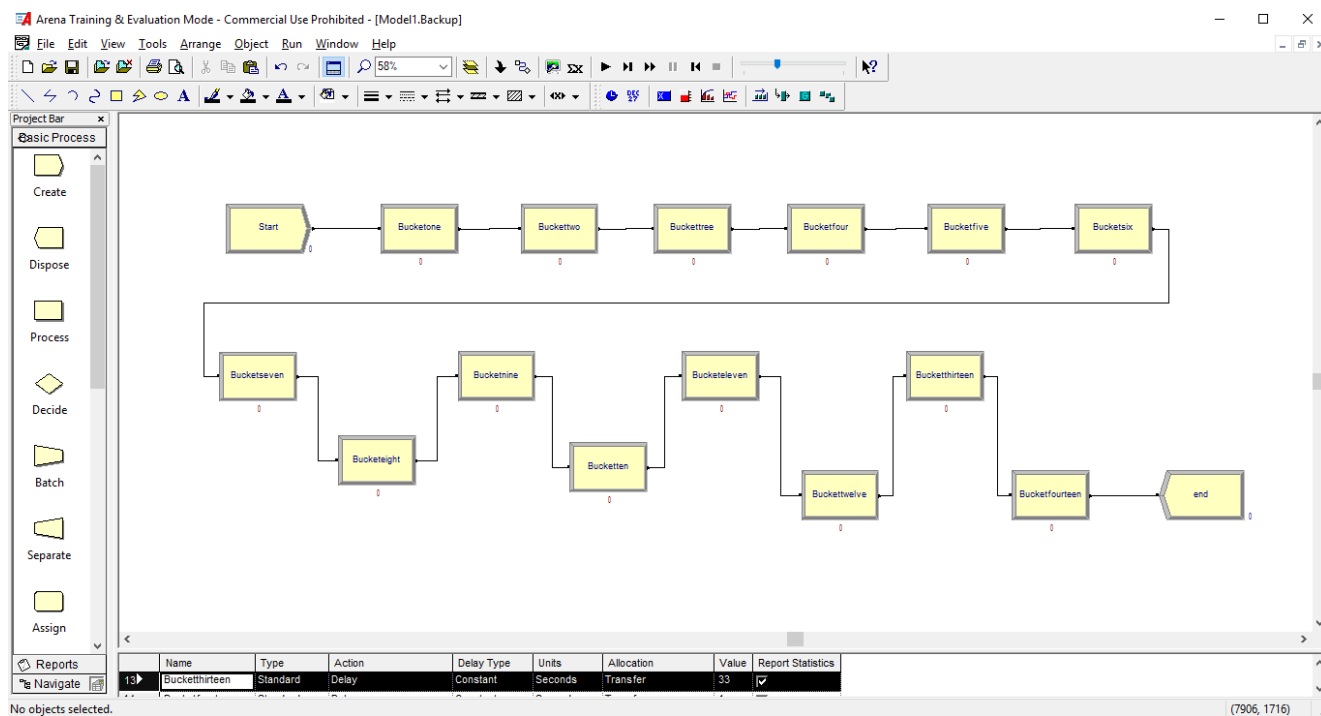 Arena Training & Evaluation Mode - Commercial Use Prohibited - [Model1.Backup]
File Edit View Tools Arrange Object Run Window Help
58%
Project Bar
Basic Process
Create
Dispose
Process
Decide
Batch
Separate
Assign
Reports
Navigate
Start Bucketone Buckettwo Buckettree Bucketfour Bucketfive Bucketsix
0 0 0 0 0 0 0
Bucketseven Bucketnine Bucketeleven Bucketthirteen
0 0 0 0
Bucketeight Bucketten Buckettwelve Bucketfourteen end
0 0 0 0 0
Name Type Action Delay Type Units Allocation Value Report Statistics
13 Bucketthirteen Standard Delay Constant Seconds Transfer 33
No objects selected. (7906, 1716)